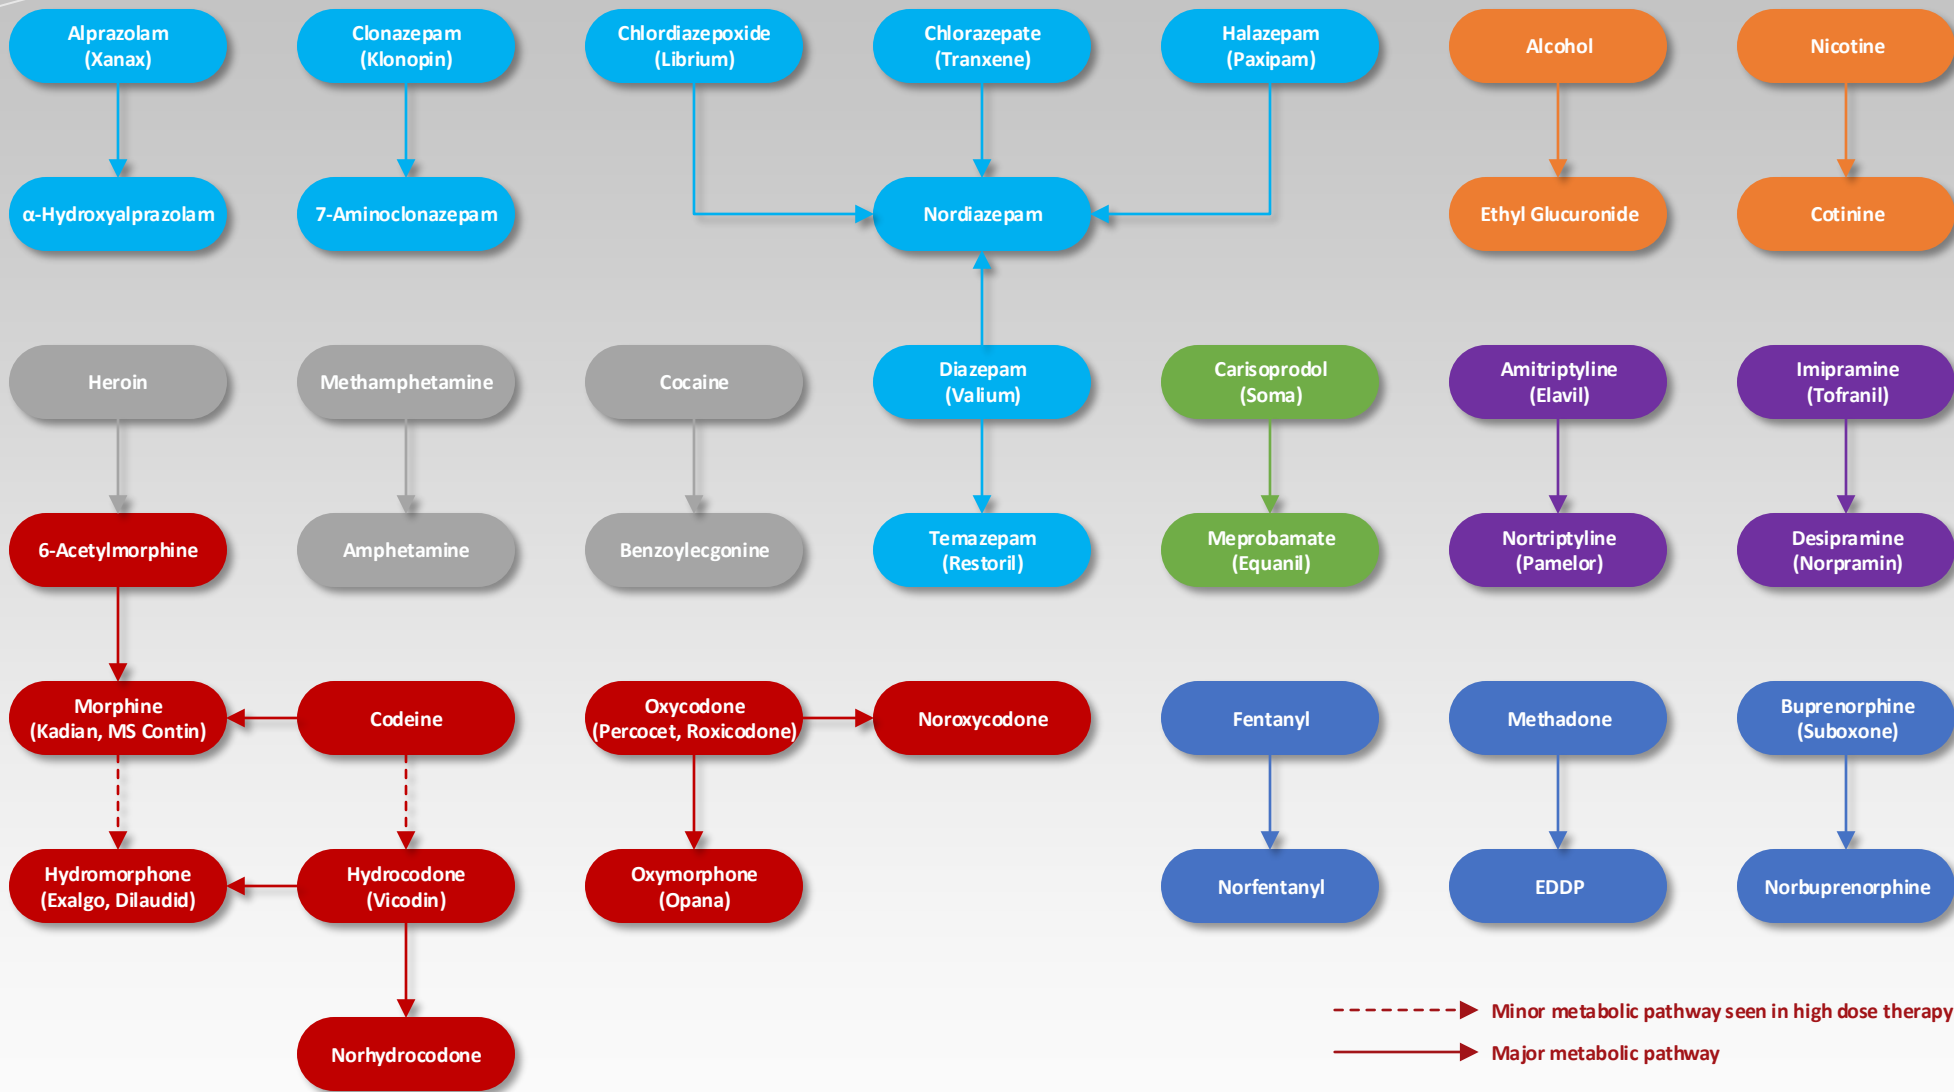 Alprazolam
(Xanax)
Clonazepam
(Klonopin)
Chlordiazepoxide
(Librium)
Chlorazepate
(Tranxene)
Halazepam
(Paxipam)
Alcohol
Nicotine
α-Hydroxyalprazolam
7-Aminoclonazepam
Nordiazepam
Ethyl Glucuronide
Cotinine
Heroin
Methamphetamine
Cocaine
Diazepam
(Valium)
Carisoprodol
(Soma)
Amitriptyline
(Elavil)
Imipramine
(Tofranil)
6-Acetylmorphine
Amphetamine
Benzoylecgonine
Temazepam
(Restoril)
Meprobamate
(Equanil)
Nortriptyline
(Pamelor)
Desipramine
(Norpramin)
Morphine
(Kadian, MS Contin)
Codeine
Oxycodone
(Percocet, Roxicodone)
Noroxycodone
Fentanyl
Methadone
Buprenorphine
(Suboxone)
Hydromorphone
(Exalgo, Dilaudid)
Hydrocodone
(Vicodin)
Oxymorphone
(Opana)
Norfentanyl
EDDP
Norbuprenorphine
Norhydrocodone
Minor metabolic pathway seen in high dose therapy
Major metabolic pathway